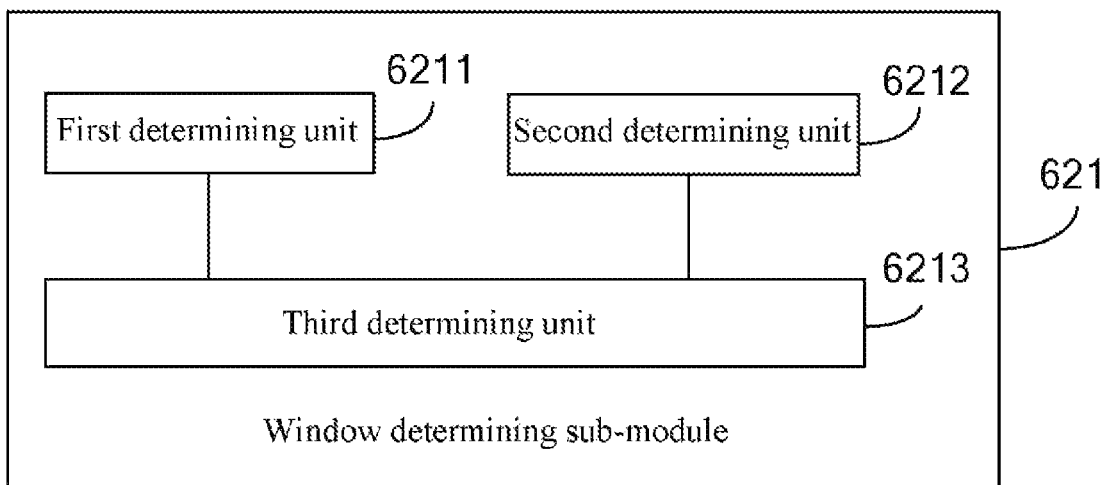 6211
6212
First determining unit
Second determining unit
621
6213
Third determining unit
Window determining sub-module